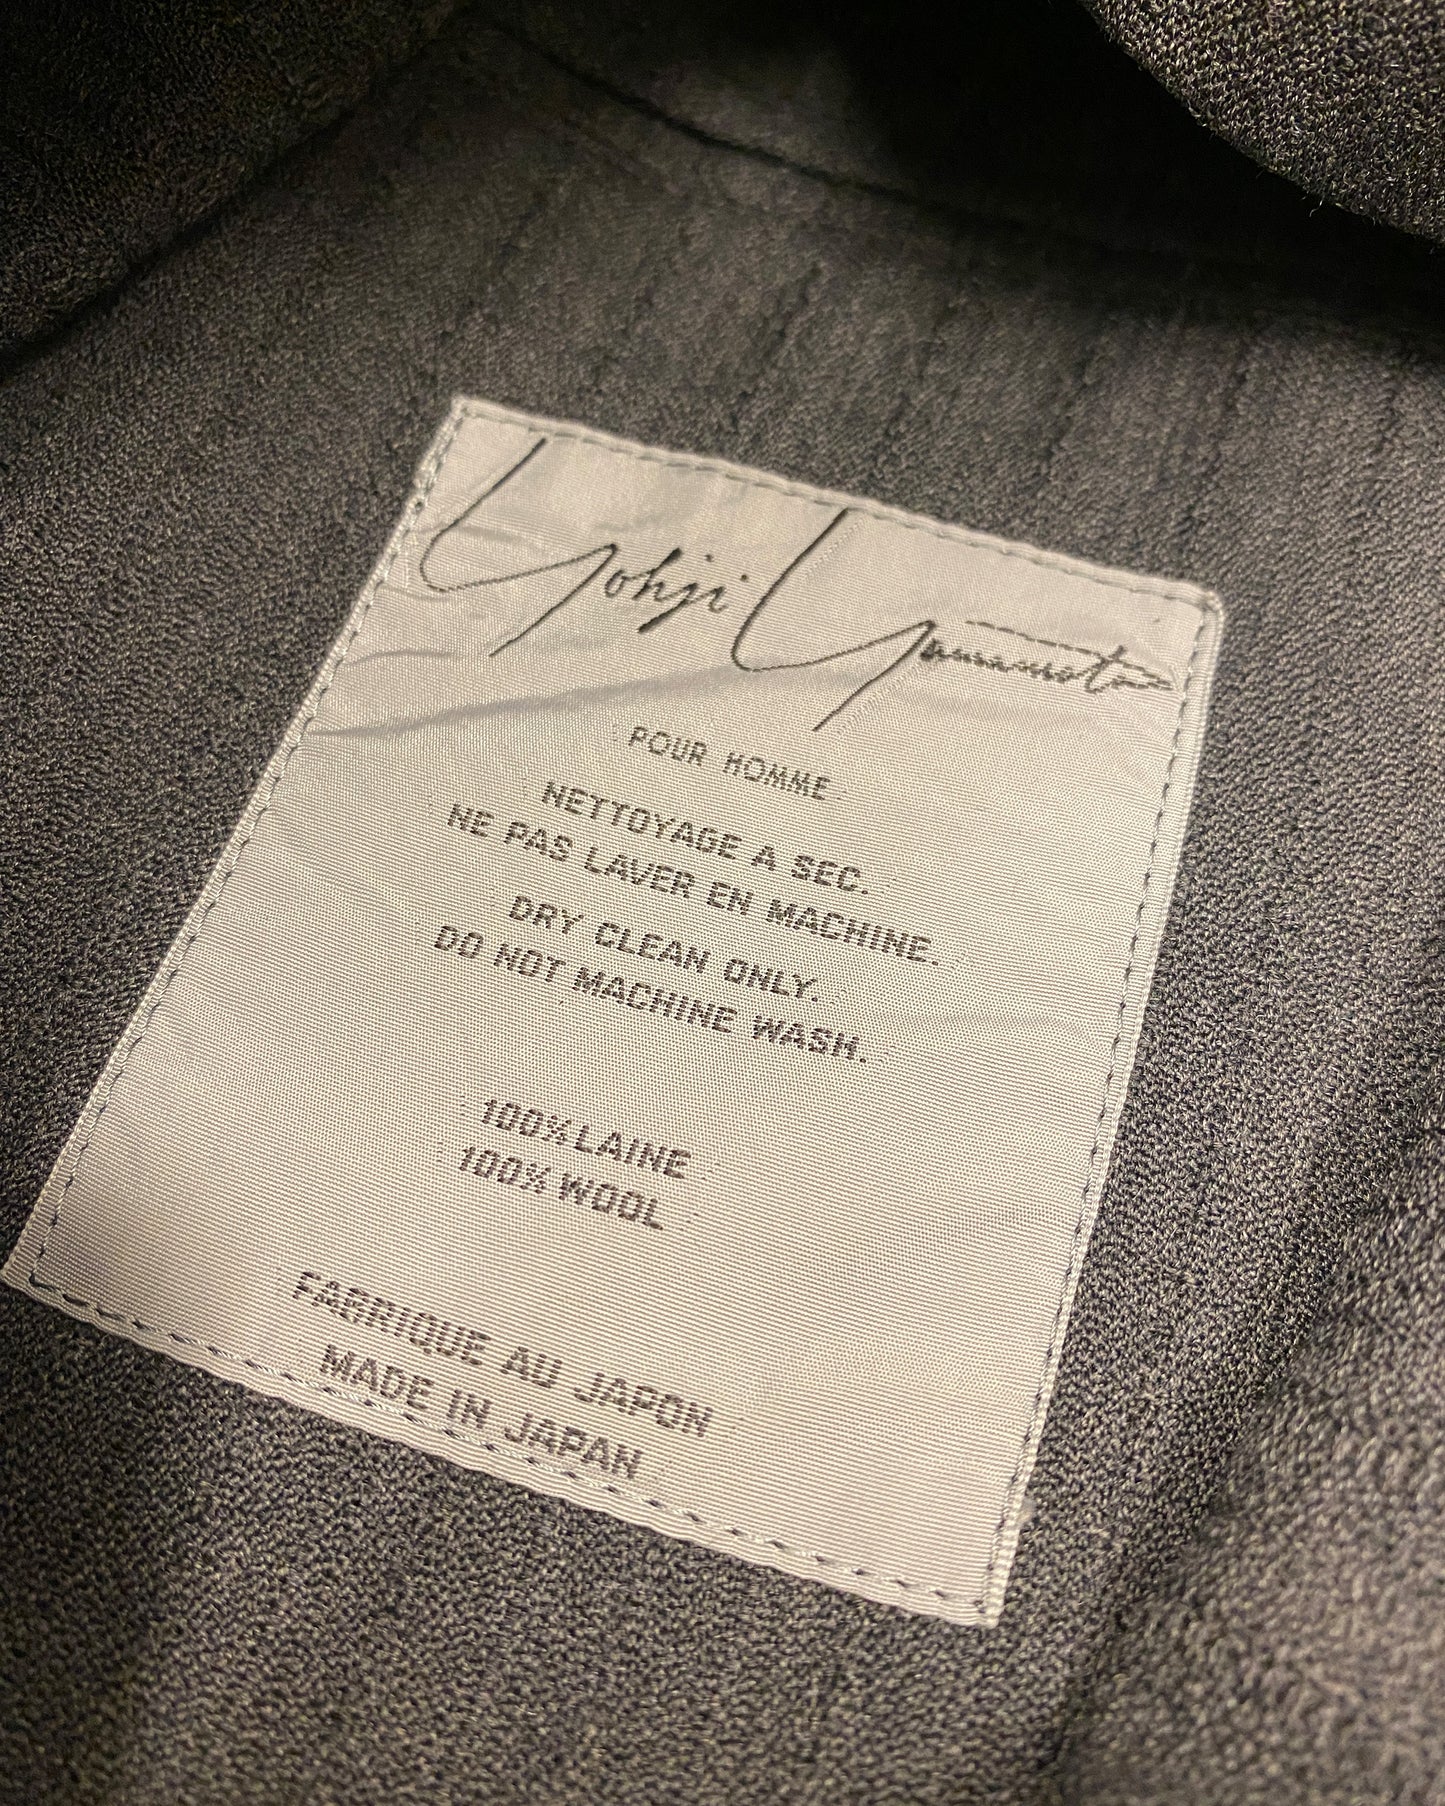 Yohji Yamamoto
POUR HOMME
NETTOYAGE A SEC.
NE PAS LAVER EN MACHINE.
DRY CLEAN ONLY.
DO NOT MACHINE WASH.
100% LAINE
100% WOOL
FABRIQUE AU JAPON
MADE IN JAPAN